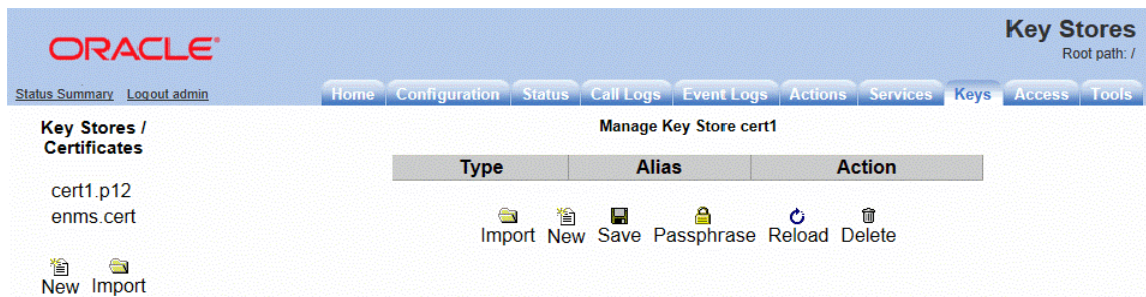 ORACLE
Key Stores
Root path: /
Status Summary Logout admin
Home Configuration Status Call Logs Event Logs Actions Services Keys Access Tools
Key Stores /
Certificates
Manage Key Store cert1
Type Alias Action
cert1.p12
enms.cert
Import New Save Passphrase Reload Delete
New Import